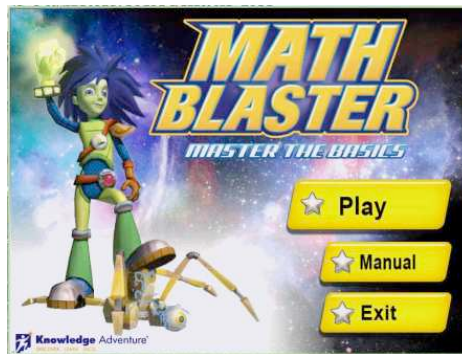 MATH
BLASTER
MASTER THE BASICS
Play
Manual
Exit
Knowledge Adventure